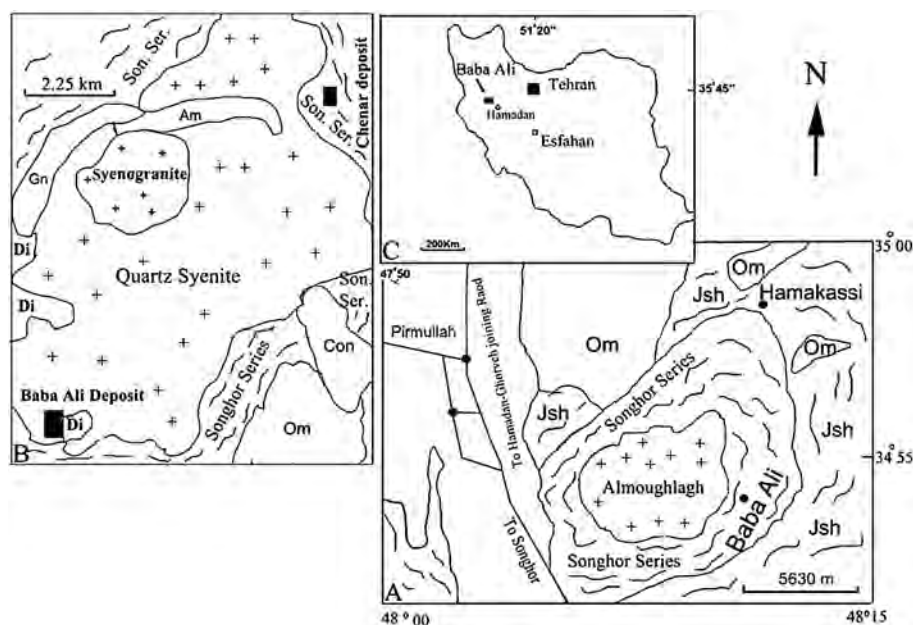 Son. Ser.
2.25 km
Am
Son. Ser.
Chenar deposit
Syenogranite
Gn
Di
Quartz Syenite
Di
Son.
Ser.
Con
Songhor Series
Baba Ali Deposit
Di
Om
B
51°20"
Baba Ali
Tehran
35°45"
Hamadan
Esfahan
C
200Km
N
35°00
47°50
Om
Jsh
Hamakassi
Pirmullah
To Hamadan-Ghorveh joining Raod
Om
Om
Songhor Series
Jsh
Jsh
34°55
Almoughlagh
Baba Ali
To Songhor
Jsh
Songhor Series
5630 m
A
48°00
48°15